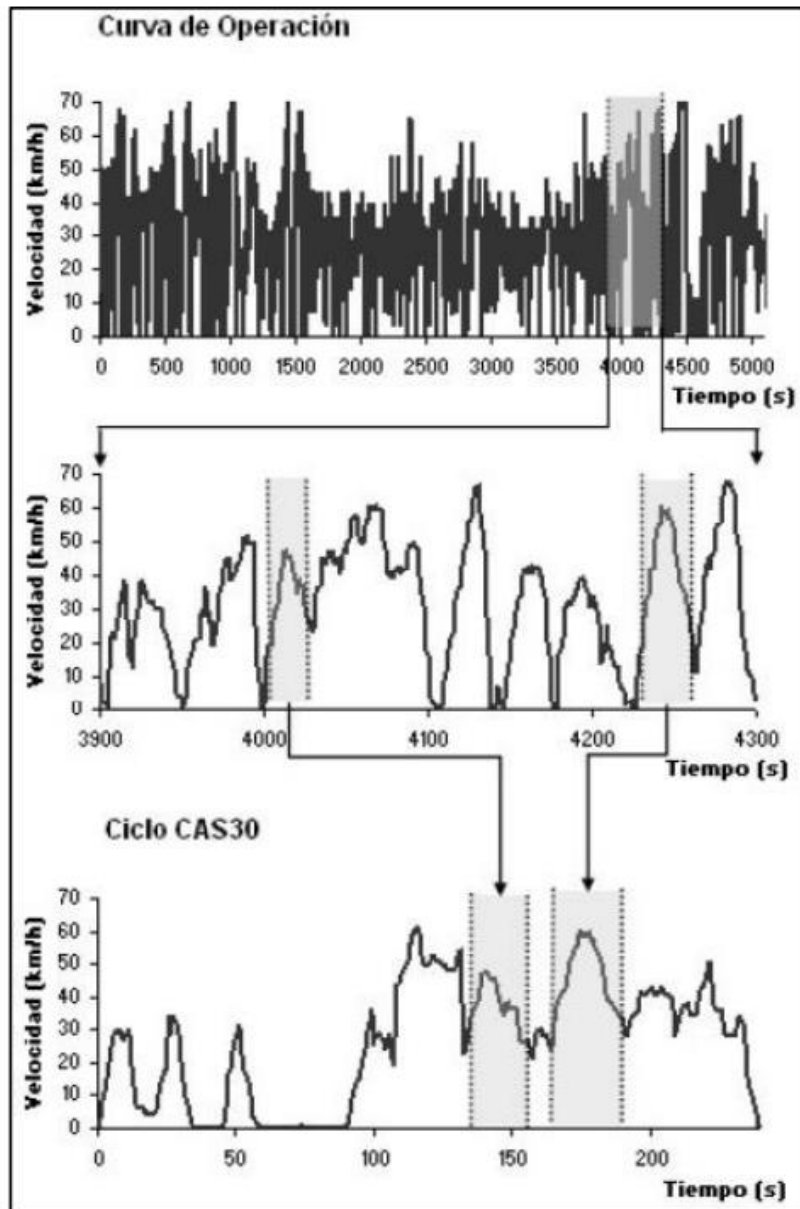 Curva de Operación
Velocidad (km/h)
70
60
50
40
30
20
10
0
0 500 1000 1500 2000 2500 3000 3500 4000 4500 5000
Tiempo (s)
Velocidad (km/h)
70
60
50
40
30
20
10
0
3900 4000 4100 4200 4300
Tiempo (s)
Ciclo CAS30
Velocidad (km/h)
70
60
50
40
30
20
10
0
0 50 100 150 200
Tiempo (s)